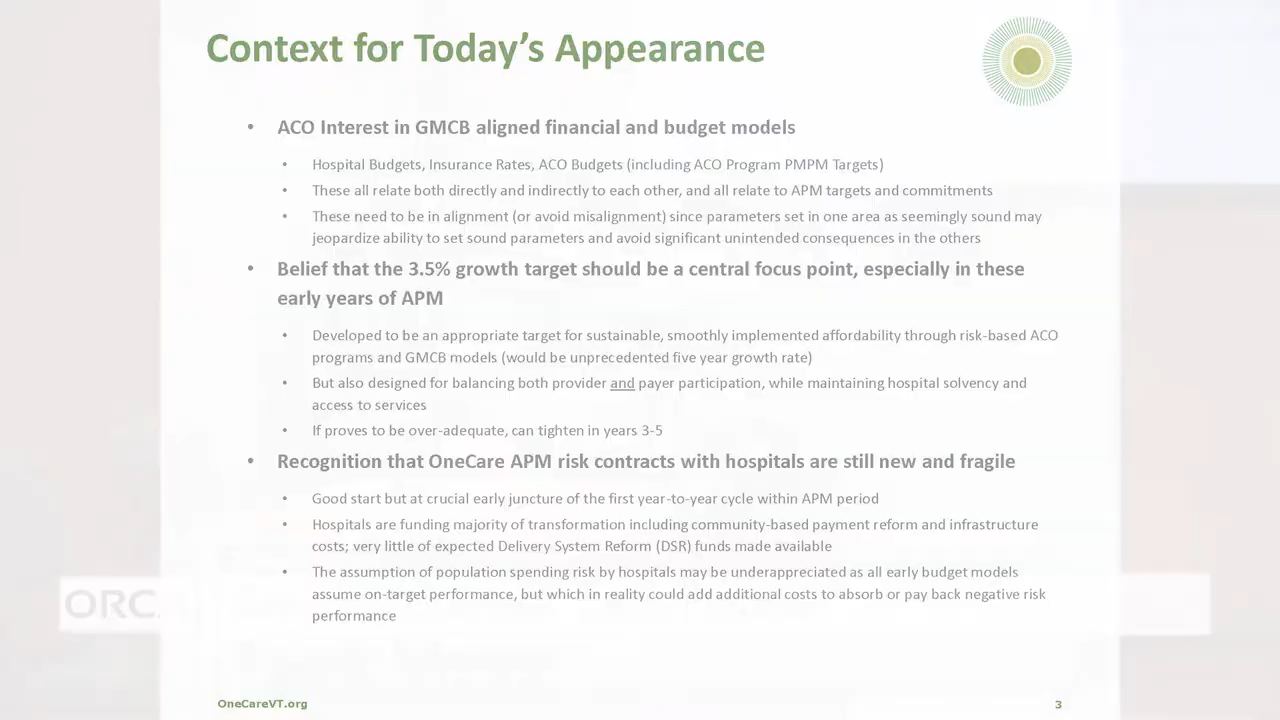 Context for Today's Appearance
• ACO Interest in GMCB aligned financial and budget models
• Hospital Budgets, Insurance Rates, ACO Budgets (including ACO Program PMPM Targets)
• These all relate both directly and indirectly to each other, and all relate to APM targets and commitments
• These need to be in alignment (or avoid misalignment) since parameters set in one area as seemingly sound may
jeopardize ability to set sound parameters and avoid significant unintended consequences in the others
• Belief that the 3.5% growth target should be a central focus point, especially in these
early years of APM
• Developed to be an appropriate target for sustainable, smoothly implemented affordability through risk-based ACO
programs and GMCB models (would be unprecedented five year growth rate)
• But also designed for balancing both provider and payer participation, while maintaining hospital solvency and
access to services
• If proves to be over-adequate, can tighten in years 3-5
• Recognition that OneCare APM risk contracts with hospitals are still new and fragile
• Good start but at crucial early juncture of the first year-to-year cycle within APM period
• Hospitals are funding majority of transformation including community-based payment reform and infrastructure
costs; very little of expected Delivery System Reform (DSR) funds made available
• The assumption of population spending risk by hospitals may be underappreciated as all early budget models
assume on-target performance, but which in reality could add additional costs to absorb or pay back negative risk
performance
ORC
OneCareVT.org
3